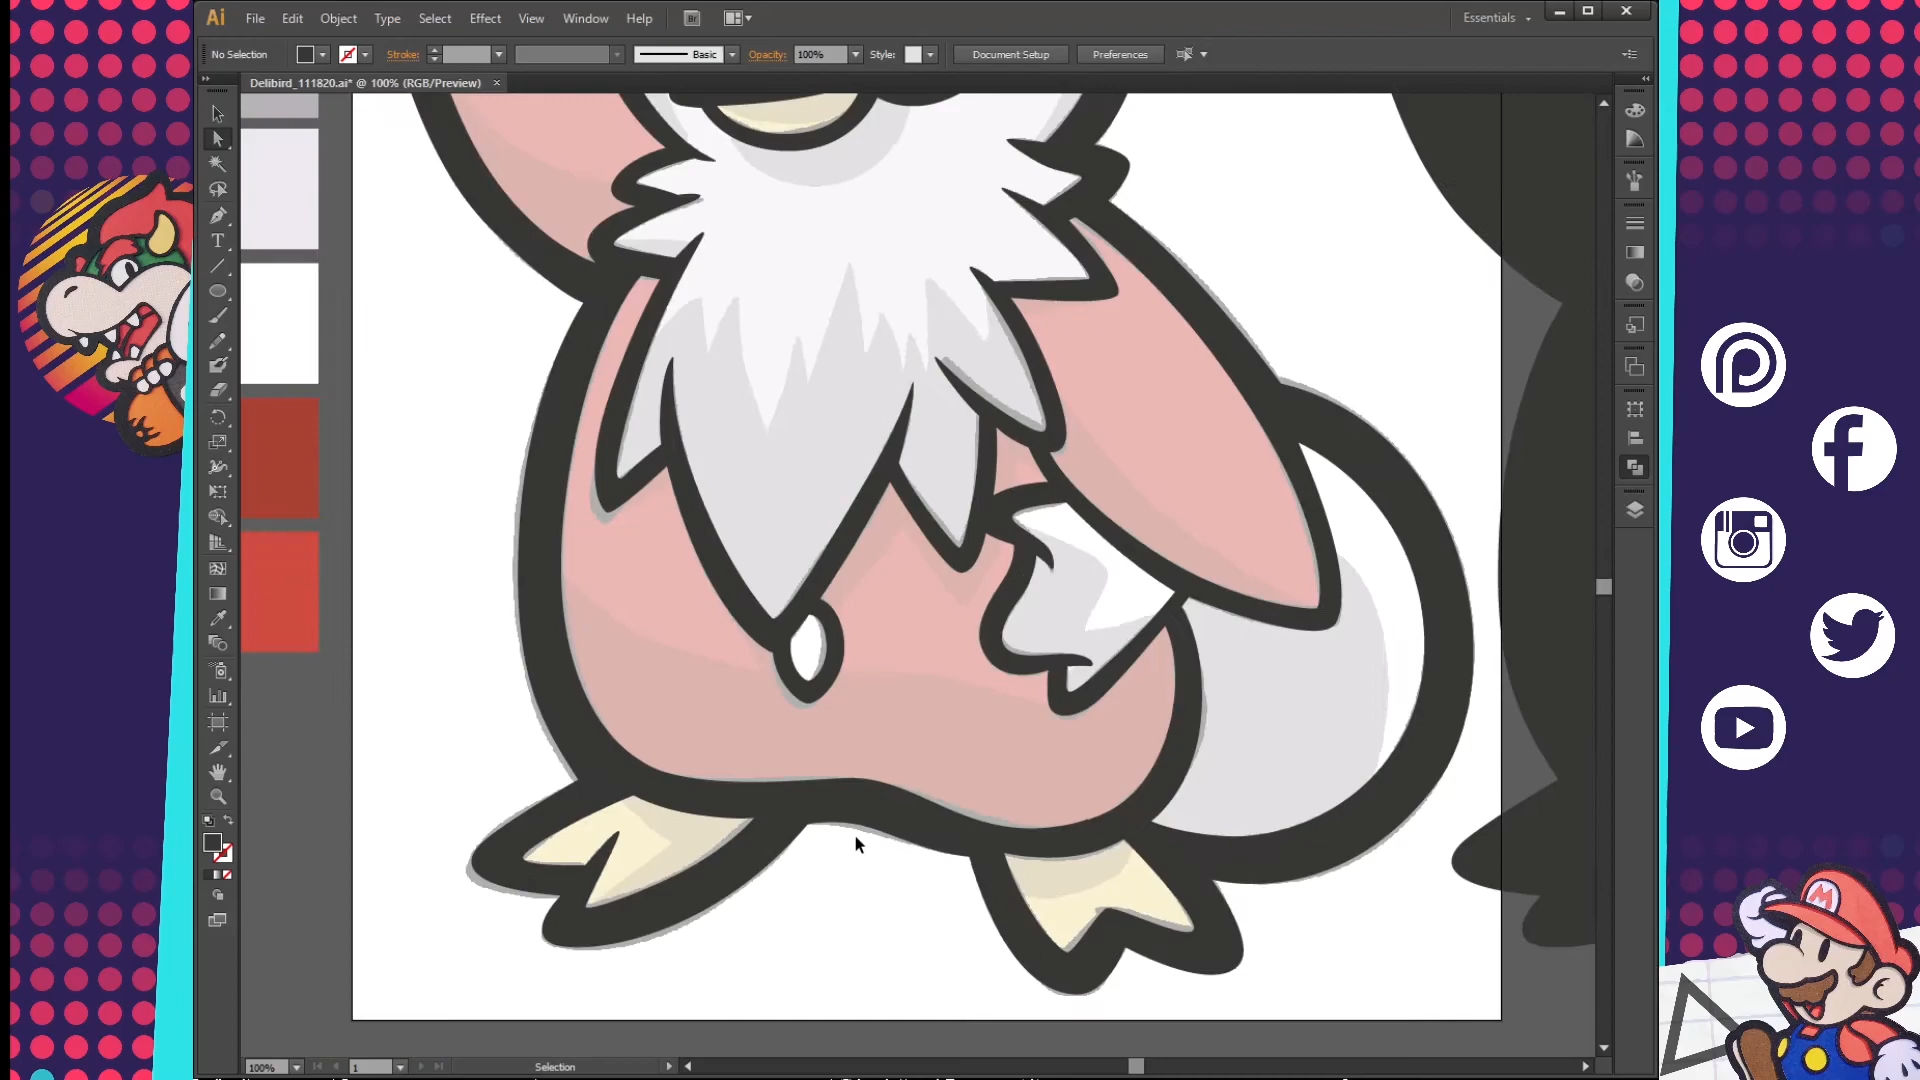 Ai File Edit Object Type Select Effect View Window Help Br Essentials
No Selection Stroke: Basic Opacity: 100% Style: Document Setup Preferences
Delibird_111820.ai* @ 100% (RGB/Preview) ×
T
M
100% 1 Selection